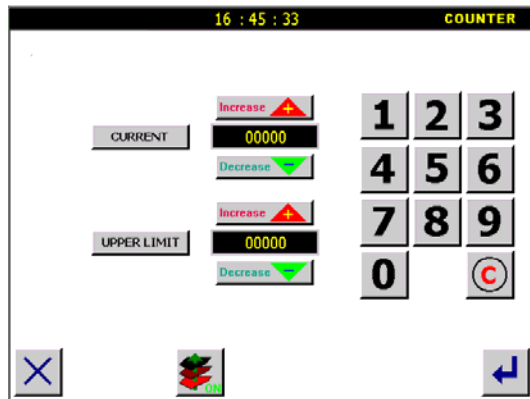 16 : 45 : 33 COUNTER
Increase +
CURRENT 00000
Decrease -
Increase +
UPPER LIMIT 00000
Decrease -
1 2 3
4 5 6
7 8 9
0 C
ON